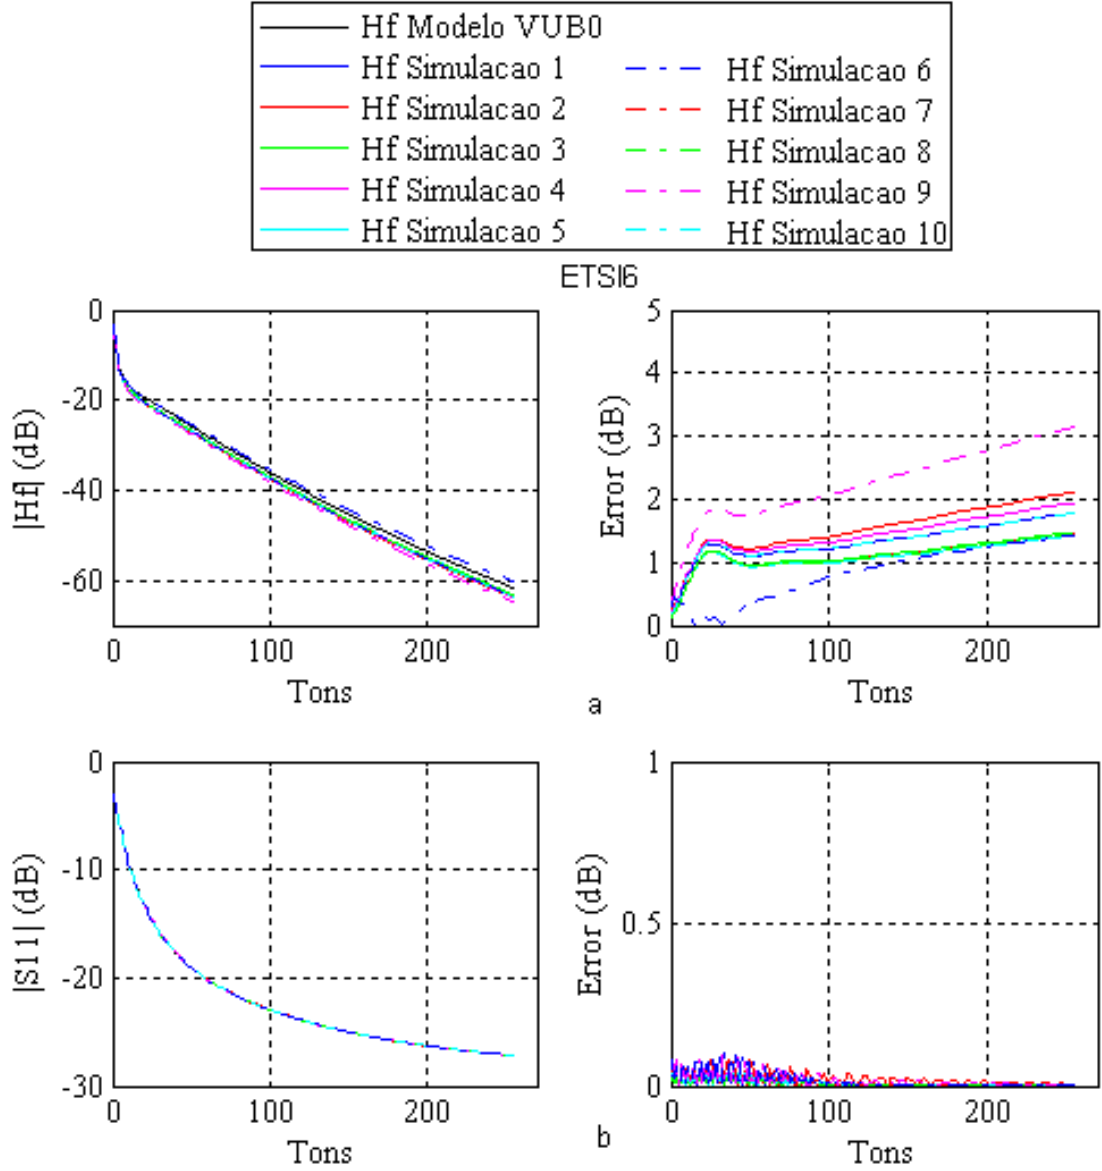 Hf Modelo VUB0
Hf Simulacao 1
Hf Simulacao 2
Hf Simulacao 3
Hf Simulacao 4
Hf Simulacao 5
Hf Simulacao 6
Hf Simulacao 7
Hf Simulacao 8
Hf Simulacao 9
Hf Simulacao 10
ETSI6
|Hf| (dB)
0
-20
-40
-60
0 100 200
Tons
Error (dB)
5
4
3
2
1
0
0 100 200
Tons
a
|S11| (dB)
0
-10
-20
-30
0 100 200
Tons
Error (dB)
1
0.5
0
0 100 200
Tons
b